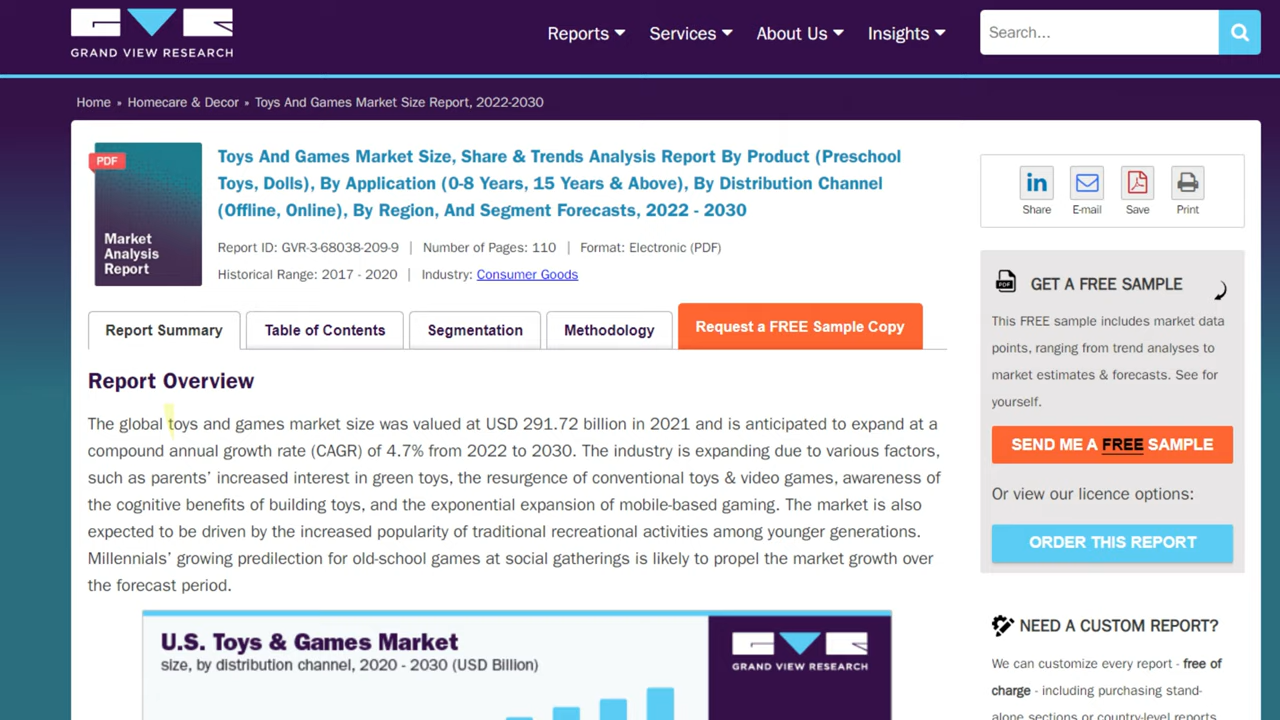 GRAND VIEW RESEARCH
Reports Services About Us Insights Search...
Home » Homecare & Decor » Toys And Games Market Size Report, 2022-2030
PDF
Market
Analysis
Report
Toys And Games Market Size, Share & Trends Analysis Report By Product (Preschool
Toys, Dolls), By Application (0-8 Years, 15 Years & Above), By Distribution Channel
(Offline, Online), By Region, And Segment Forecasts, 2022 - 2030
Report ID: GVR-3-68038-209-9 | Number of Pages: 110 | Format: Electronic (PDF)
Historical Range: 2017 - 2020 | Industry: Consumer Goods
Share E-mail Save Print
Report Summary Table of Contents Segmentation Methodology Request a FREE Sample Copy
Report Overview
The global toys and games market size was valued at USD 291.72 billion in 2021 and is anticipated to expand at a
compound annual growth rate (CAGR) of 4.7% from 2022 to 2030. The industry is expanding due to various factors,
such as parents’ increased interest in green toys, the resurgence of conventional toys & video games, awareness of
the cognitive benefits of building toys, and the exponential expansion of mobile-based gaming. The market is also
expected to be driven by the increased popularity of traditional recreational activities among younger generations.
Millennials’ growing predilection for old-school games at social gatherings is likely to propel the market growth over
the forecast period.
U.S. Toys & Games Market
size, by distribution channel, 2020 - 2030 (USD Billion)
GRAND VIEW RESEARCH
PDF
GET A FREE SAMPLE
This FREE sample includes market data
points, ranging from trend analyses to
market estimates & forecasts. See for
yourself.
SEND ME A FREE SAMPLE
Or view our licence options:
ORDER THIS REPORT
NEED A CUSTOM REPORT?
We can customize every report - free of
charge - including purchasing stand-
alone sections or country-level reports